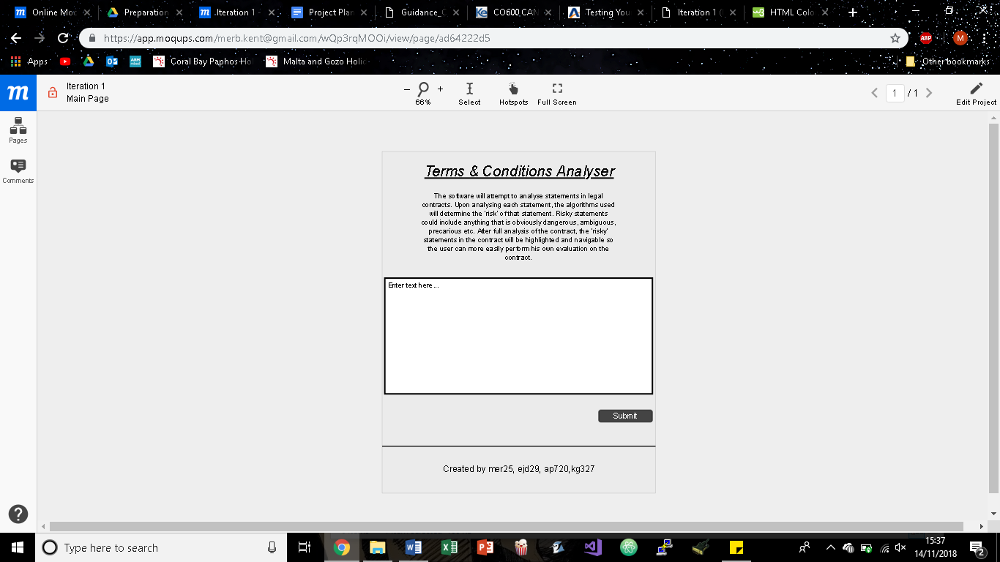 Online Mo
Preparation
.Iteration 1 -
Project Plan
Guidance_C
CO600 CAN
Testing You
Iteration 1 (
HTML Colo
https://app.moqups.com/merb.kent@gmail.com/wQp3rqMOOi/view/page/ad64222d5
ABP
M
Apps
Coral Bay Paphos Ho
Malta and Gozo Holi
Other bookmarks
m
Iteration 1
Main Page
66%
Select
Hotspots
Full Screen
1 / 1
Edit Project
Pages
Comments
Terms & Conditions Analyser
The software will attempt to analyse statements in legal
contracts. Upon analysing each statement, the algorithms used
will determine the 'risk' of that statement. Risky statements
could include anything that is obviously dangerous, ambiguous,
precarious etc. After full analysis of the contract, the 'risky'
statements in the contract will be highlighted and navigable so
the user can more easily perform his own evaluation on the
contract.
Enter text here...
Submit
Created by mer25, ejd29, ap720,kg327
Type here to search
15:37
14/11/2018
2